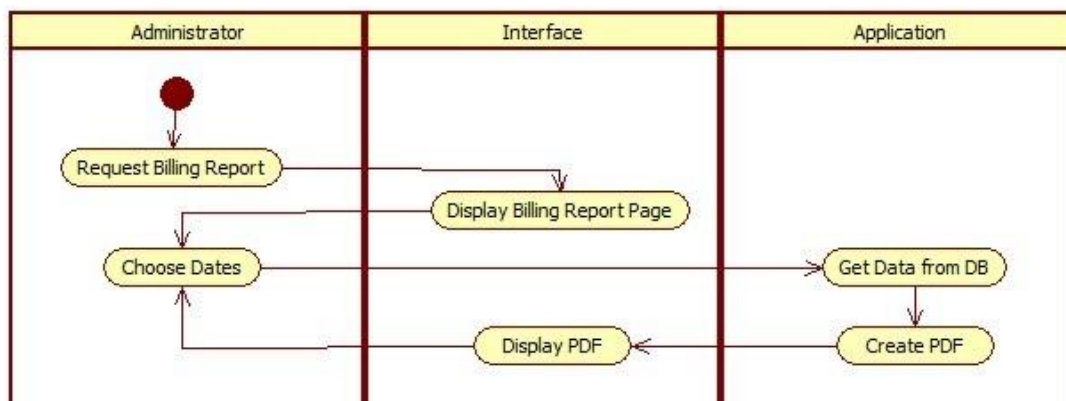 Administrator
Interface
Application
Request Billing Report
Display Billing Report Page
Choose Dates
Get Data from DB
Display PDF
Create PDF